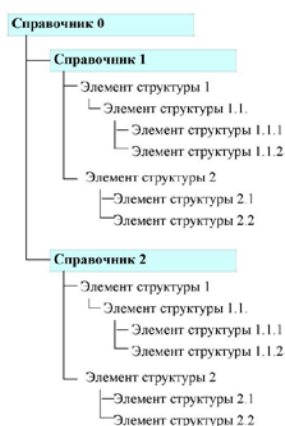 Справочник 0
Справочник 1
Элемент структуры 1
Элемент структуры 1.1.
Элемент структуры 1.1.1
Элемент структуры 1.1.2
Элемент структуры 2
Элемент структуры 2.1
Элемент структуры 2.2
Справочник 2
Элемент структуры 1
Элемент структуры 1.1.
Элемент структуры 1.1.1
Элемент структуры 1.1.2
Элемент структуры 2
Элемент структуры 2.1
Элемент структуры 2.2